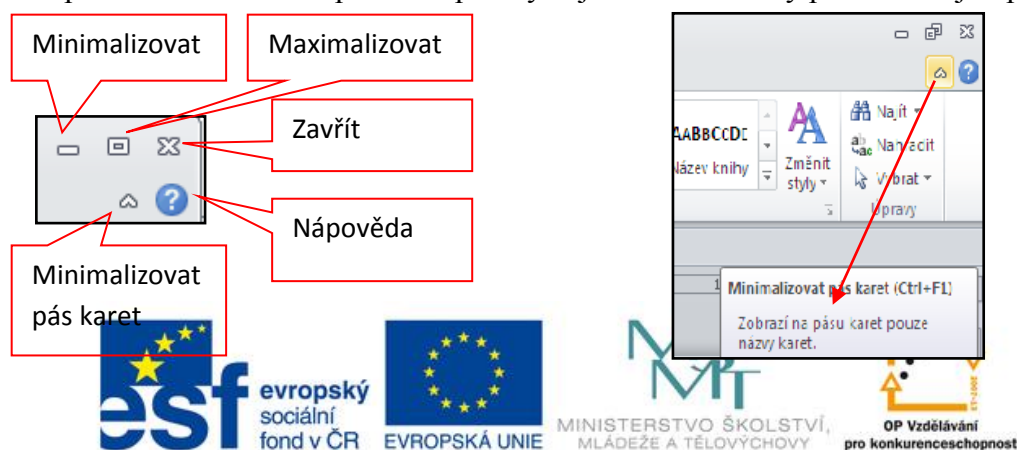 Minimalizovat
Maximalizovat
Zavřít
Nápověda
Minimalizovat
pás karet
AABBCCDE
Název knihy
Změnit
styly
Najít
Nahradit
Vybrat
Úpravy
1
Minimalizovat pás karet (Ctrl+F1)
Zobrazí na pásu karet pouze
názvy karet.
esf
evropský
sociální
fond v ČR
EVROPSKÁ UNIE
MINISTERSTVO ŠKOLSTVÍ,
MLÁDEŽE A TĚLOVÝCHOVY
OP Vzdělávání
pro konkurenceschopnost